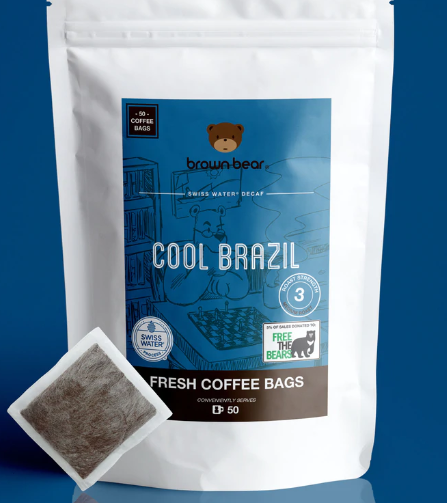 - 50 -
COFFEE
BAGS
brown bear
SWISS WATER® DECAF
COOL BRAZIL
ROAST STRENGTH
3
SWISS
WATER®
PROCESS
5% OF SALES DONATED TO
FREE
THE
BEARS
FRESH COFFEE BAGS
CONVENIENTLY SERVES
50